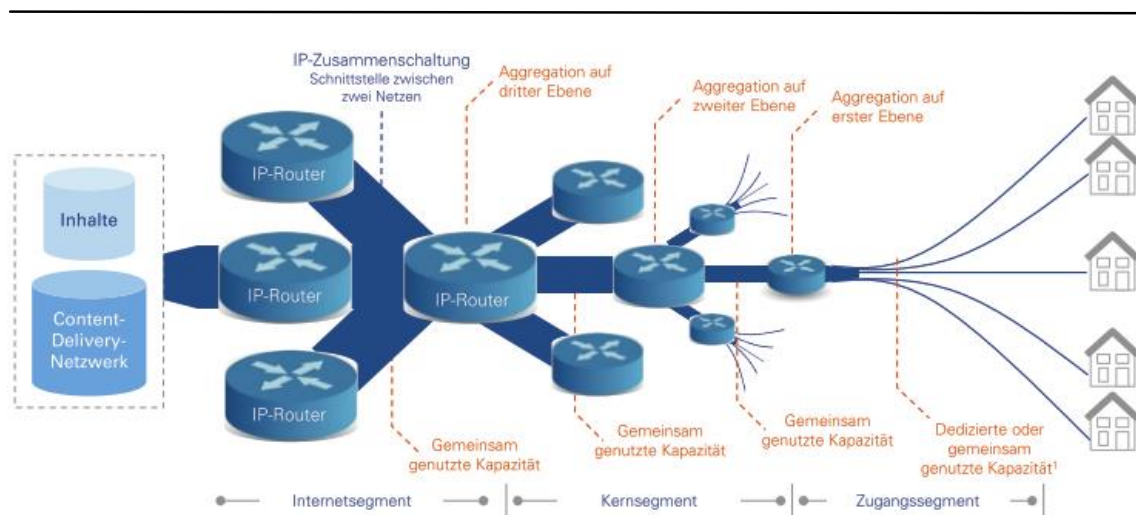 IP-Zusammenschaltung
Schnittstelle zwischen
zwei Netzen
Aggregation auf
dritter Ebene
Aggregation auf
zweiter Ebene
Aggregation auf
erster Ebene
Inhalte
Content-
Delivery-
Netzwerk
IP-Router
IP-Router
IP-Router
IP-Router
Gemeinsam
genutzte Kapazität
Gemeinsam
genutzte Kapazität
Gemeinsam
genutzte Kapazität
Dedizierte oder
gemeinsam
genutzte Kapazität¹
Internetsegment
Kernsegment
Zugangssegment